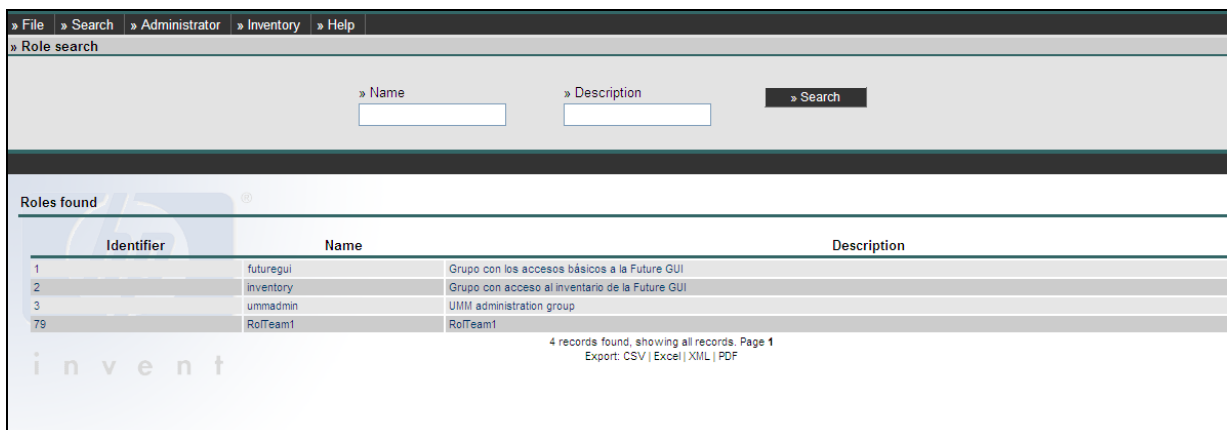 » File » Search » Administrator » Inventory » Help
» Role search
» Name » Description » Search
Roles found
hp ®
Identifier Name Description
1 futuregui Grupo con los accesos básicos a la Future GUI
2 inventory Grupo con acceso al inventario de la Future GUI
3 ummadmin UMM administration group
79 RolTeam1 RolTeam1
4 records found, showing all records. Page 1
Export: CSV | Excel | XML | PDF
invent